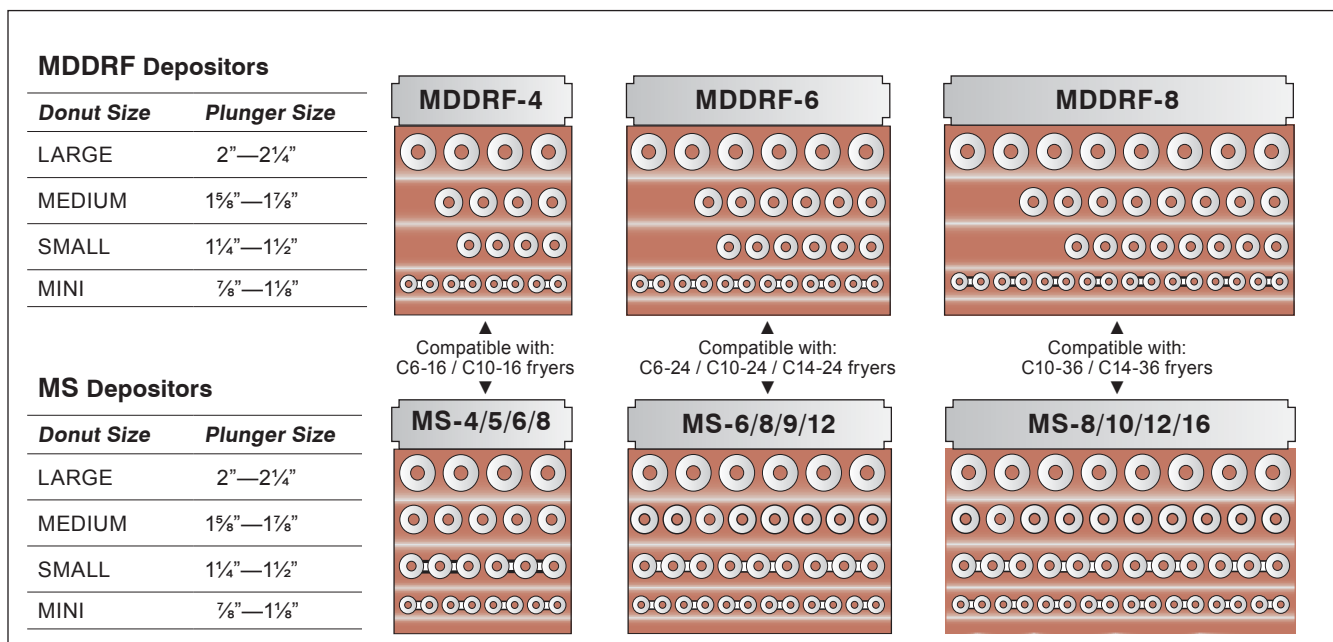 MDDRF Depositors
Donut Size Plunger Size
LARGE 2”—2¼”
MEDIUM 1⅝”—1⅞”
SMALL 1¼”—1½”
MINI ⅞”—1⅛”
MDDRF-4
MDDRF-6
MDDRF-8
▲
Compatible with:
C6-16 / C10-16 fryers
▼
▲
Compatible with:
C6-24 / C10-24 / C14-24 fryers
▼
▲
Compatible with:
C10-36 / C14-36 fryers
▼
MS Depositors
Donut Size Plunger Size
LARGE 2”—2¼”
MEDIUM 1⅝”—1⅞”
SMALL 1¼”—1½”
MINI ⅞”—1⅛”
MS-4/5/6/8
MS-6/8/9/12
MS-8/10/12/16